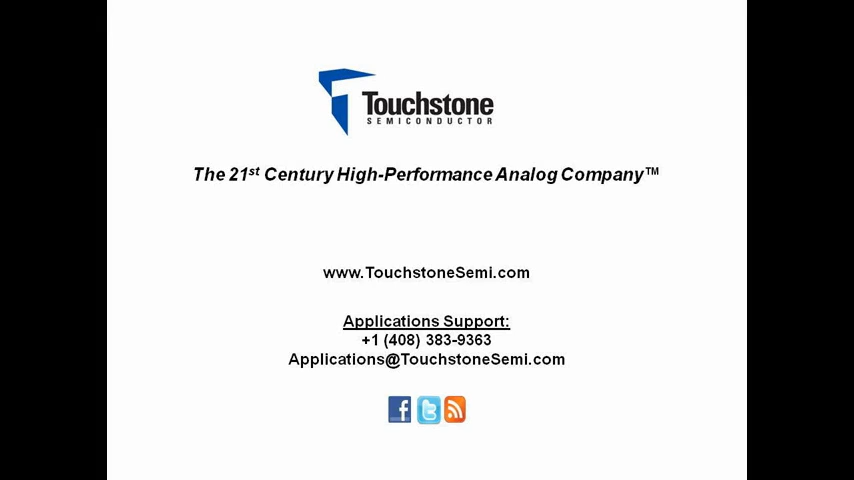 Touchstone
SEMICONDUCTOR
The 21st Century High-Performance Analog Company™
www.TouchstoneSemi.com
Applications Support:
+1 (408) 383-9363
Applications@TouchstoneSemi.com